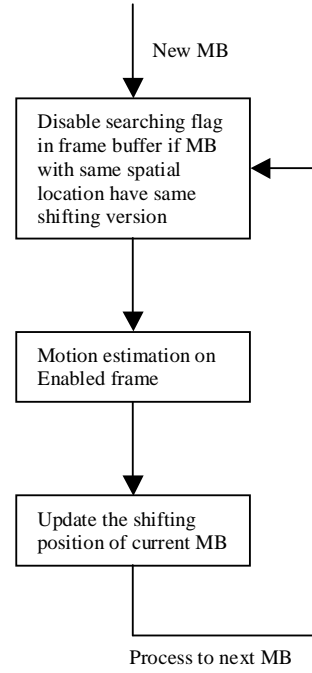 New MB
Disable searching flag
in frame buffer if MB
with same spatial
location have same
shifting version
Motion estimation on
Enabled frame
Update the shifting
position of current MB
Process to next MB